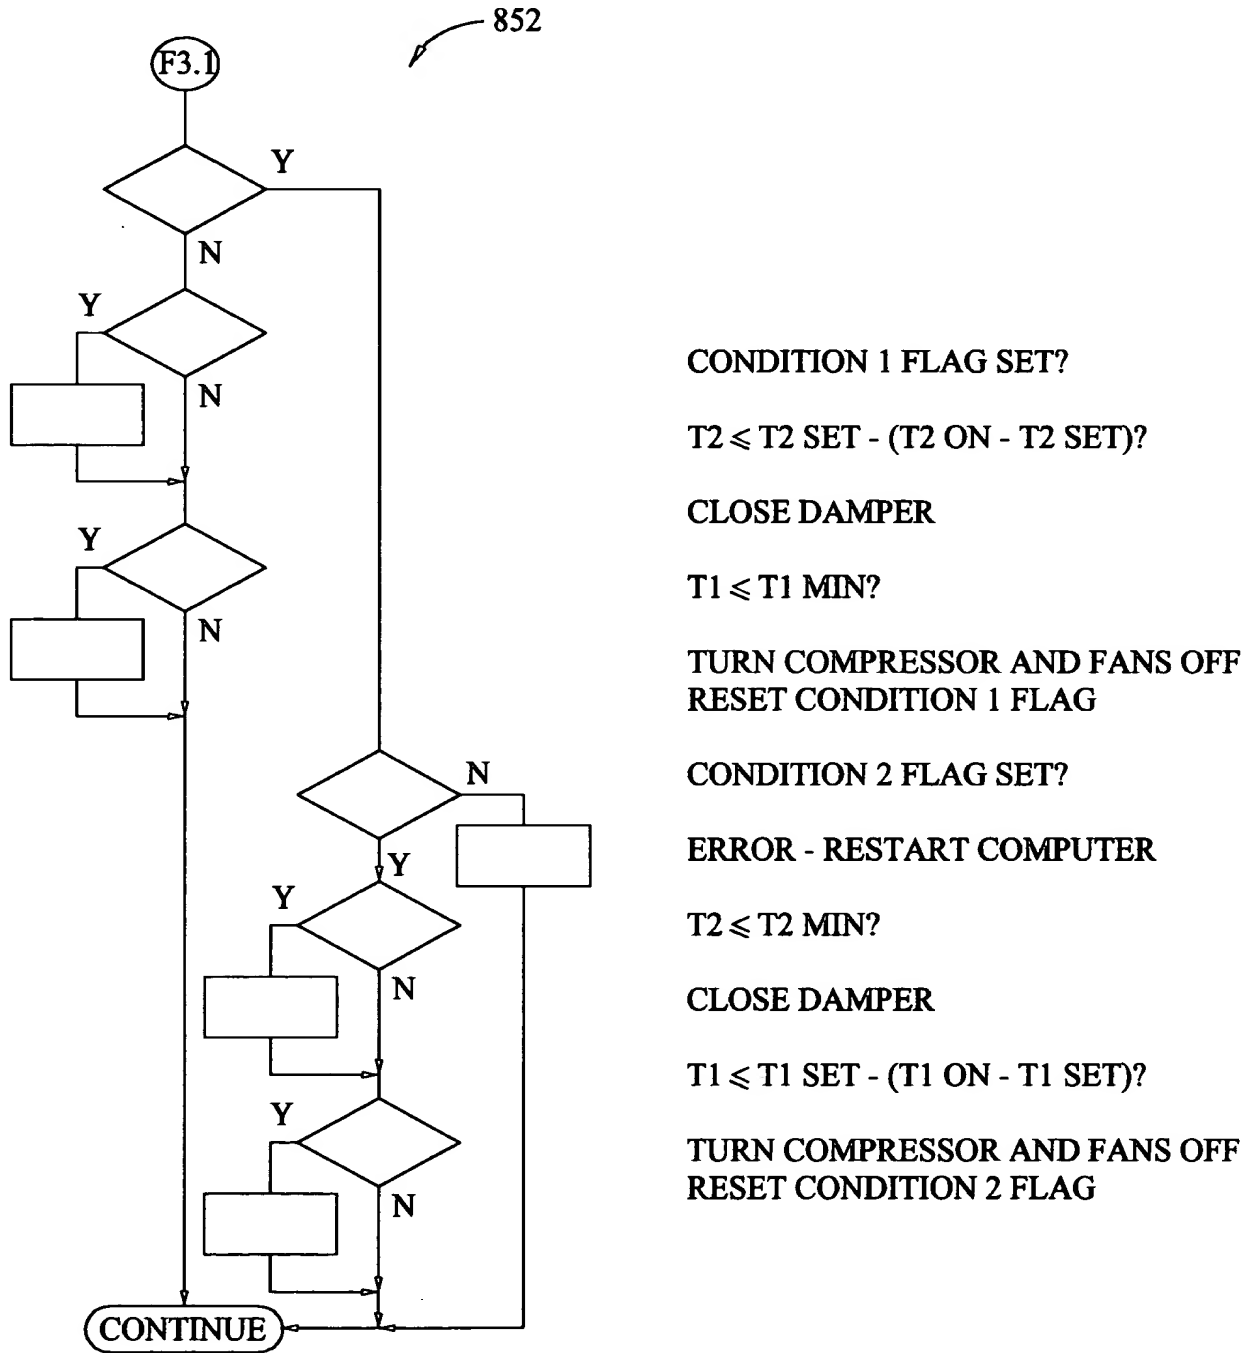 852
F3.1
Y
N
Y
N
Y
N
CONDITION 1 FLAG SET?
T2 ⩽ T2 SET - (T2 ON - T2 SET)?
CLOSE DAMPER
T1 ⩽ T1 MIN?
TURN COMPRESSOR AND FANS OFF
RESET CONDITION 1 FLAG
N
CONDITION 2 FLAG SET?
Y
ERROR - RESTART COMPUTER
Y
N
T2 ⩽ T2 MIN?
CLOSE DAMPER
T1 ⩽ T1 SET - (T1 ON - T1 SET)?
Y
N
TURN COMPRESSOR AND FANS OFF
RESET CONDITION 2 FLAG
CONTINUE